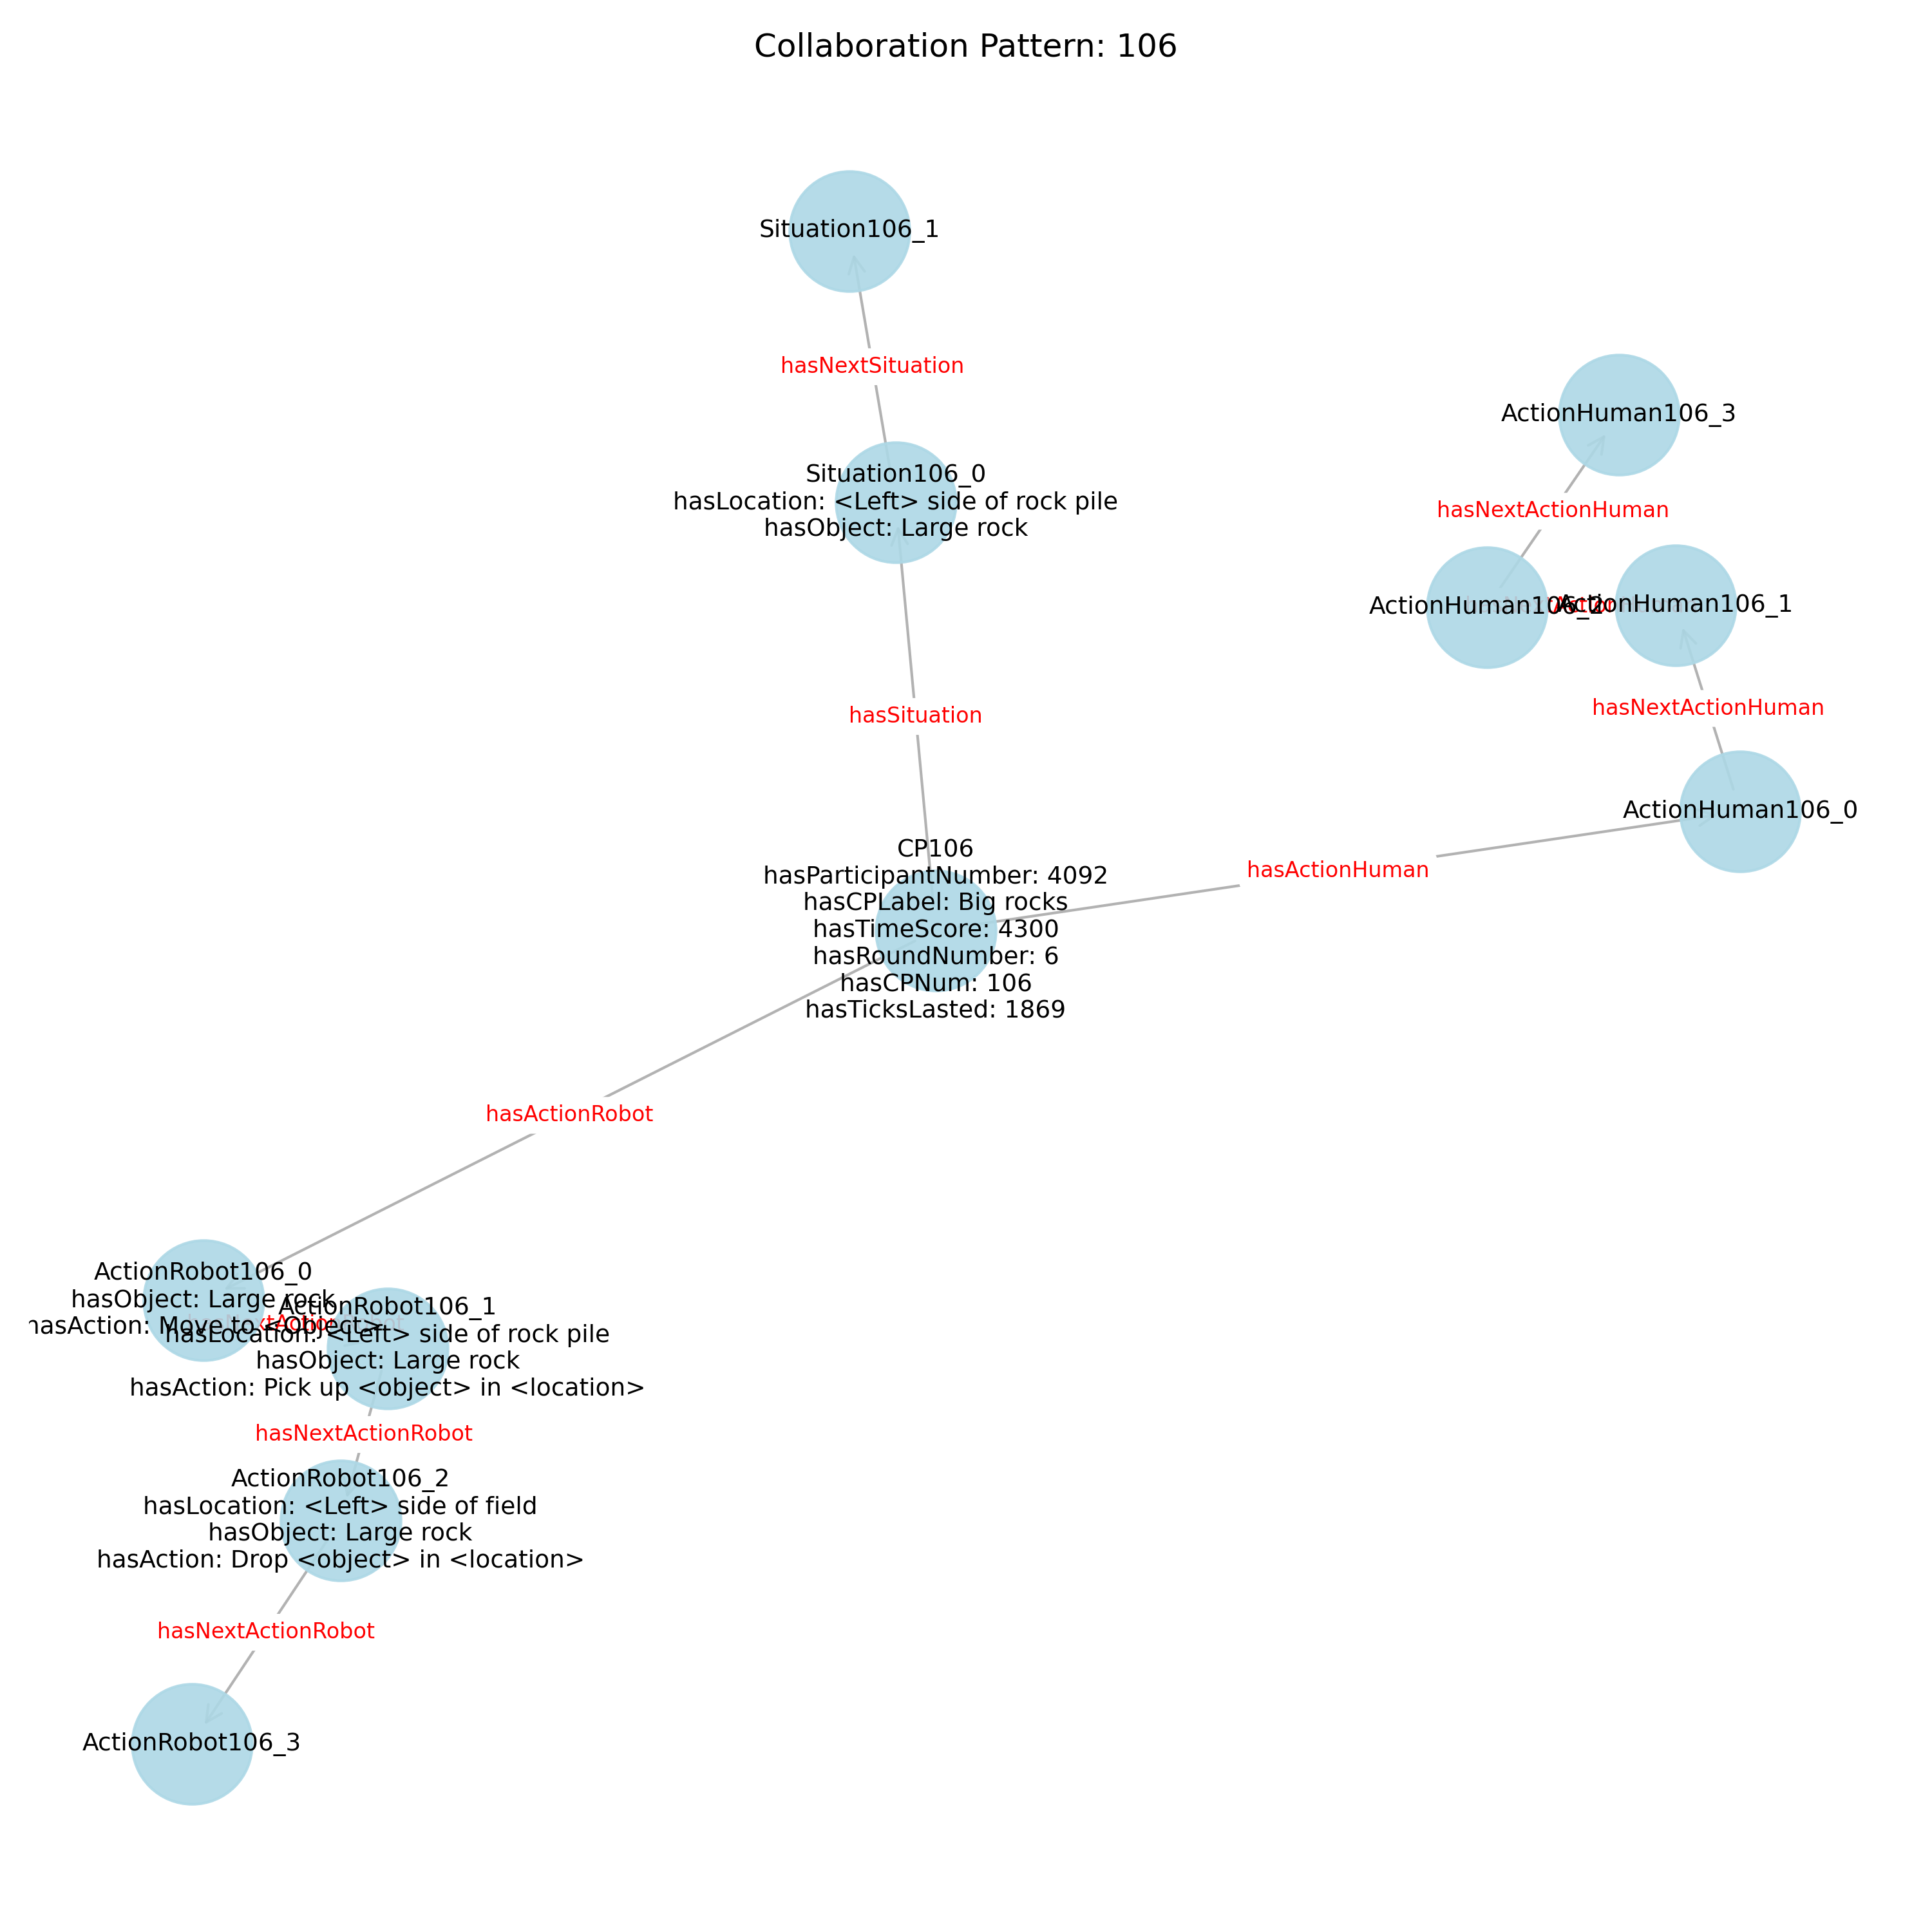 Collaboration Pattern: 106
Situation106_1
hasNextSituation
ActionHuman106_3
Situation106_0
hasLocation: <Left> side of rock pile
hasObject: Large rock
hasNextActionHuman
ActionHuman106_2
ActionHuman106_1
hasSituation
hasNextActionHuman
ActionHuman106_0
CP106
hasParticipantNumber: 4092
hasCPLabel: Big rocks
hasTimeScore: 4300
hasRoundNumber: 6
hasCPNum: 106
hasTicksLasted: 1869
hasActionHuman
hasActionRobot
ActionRobot106_0
hasObject: Large rock
hasAction: Move to <object>
ActionRobot106_1
hasLocation: <Left> side of rock pile
hasObject: Large rock
hasAction: Pick up <object> in <location>
hasNextActionRobot
ActionRobot106_2
hasLocation: <Left> side of field
hasObject: Large rock
hasAction: Drop <object> in <location>
hasNextActionRobot
ActionRobot106_3